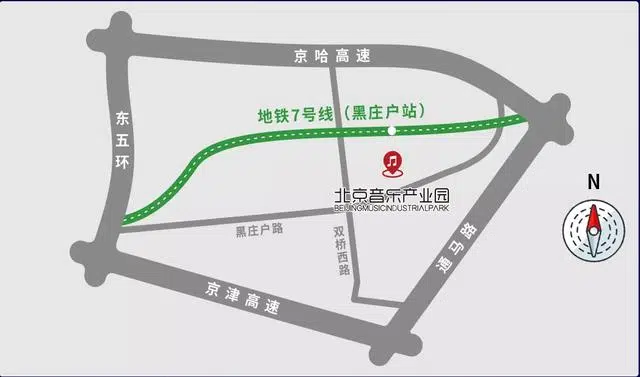 京哈高速
地铁7号线（黑庄户站）
东五环
北京音乐产业园
BEIJINGMUSICINDUSTRIALPARK
N
黑庄户路
双桥西路
通马路
京津高速